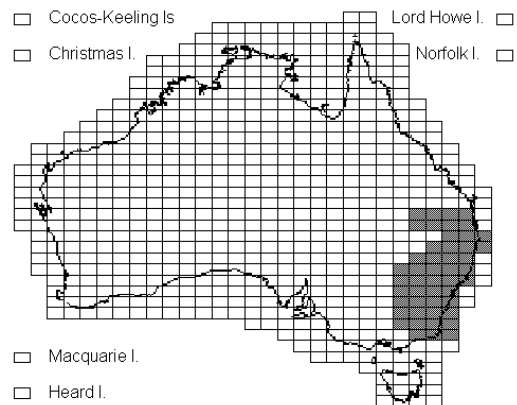 Cocos-Keeling Is
Lord Howe I.
Christmas I.
Norfolk I.
Macquarie I.
Heard I.